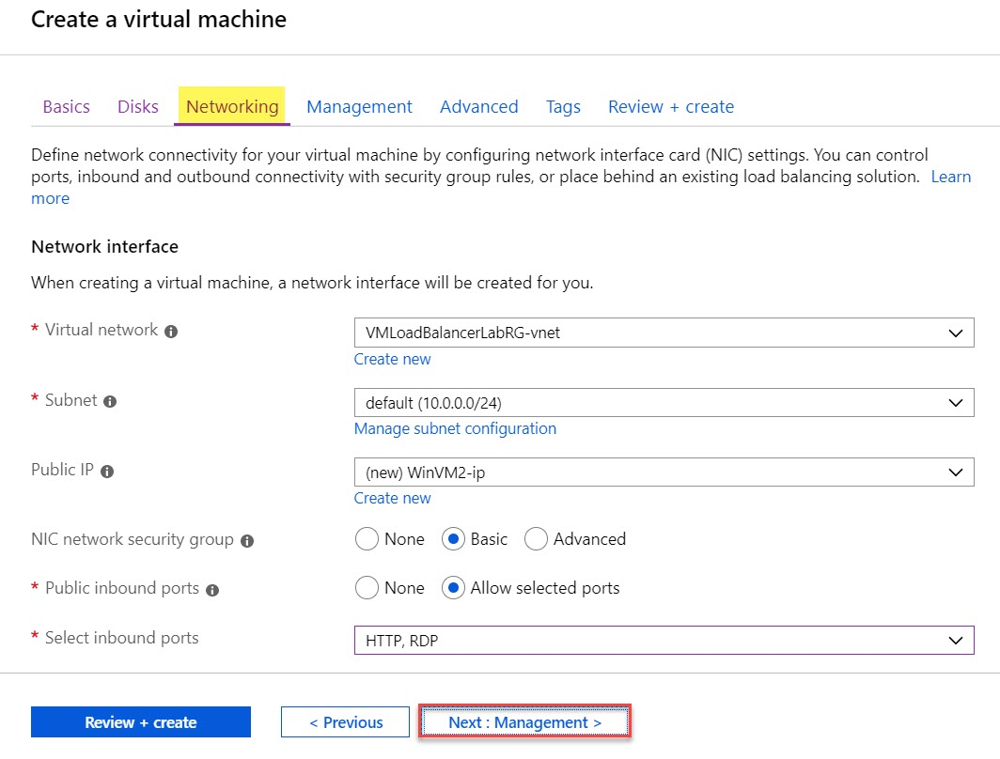 Create a virtual machine
Basics Disks Networking Management Advanced Tags Review + create
Define network connectivity for your virtual machine by configuring network interface card (NIC) settings. You can control
ports, inbound and outbound connectivity with security group rules, or place behind an existing load balancing solution. Learn
more
Network interface
When creating a virtual machine, a network interface will be created for you.
* Virtual network
VMLoadBalancerLabRG-vnet
Create new
* Subnet
default (10.0.0.0/24)
Manage subnet configuration
Public IP
(new) WinVM2-ip
Create new
NIC network security group
None Basic Advanced
* Public inbound ports
None Allow selected ports
* Select inbound ports
HTTP, RDP
Review + create
< Previous
Next : Management >